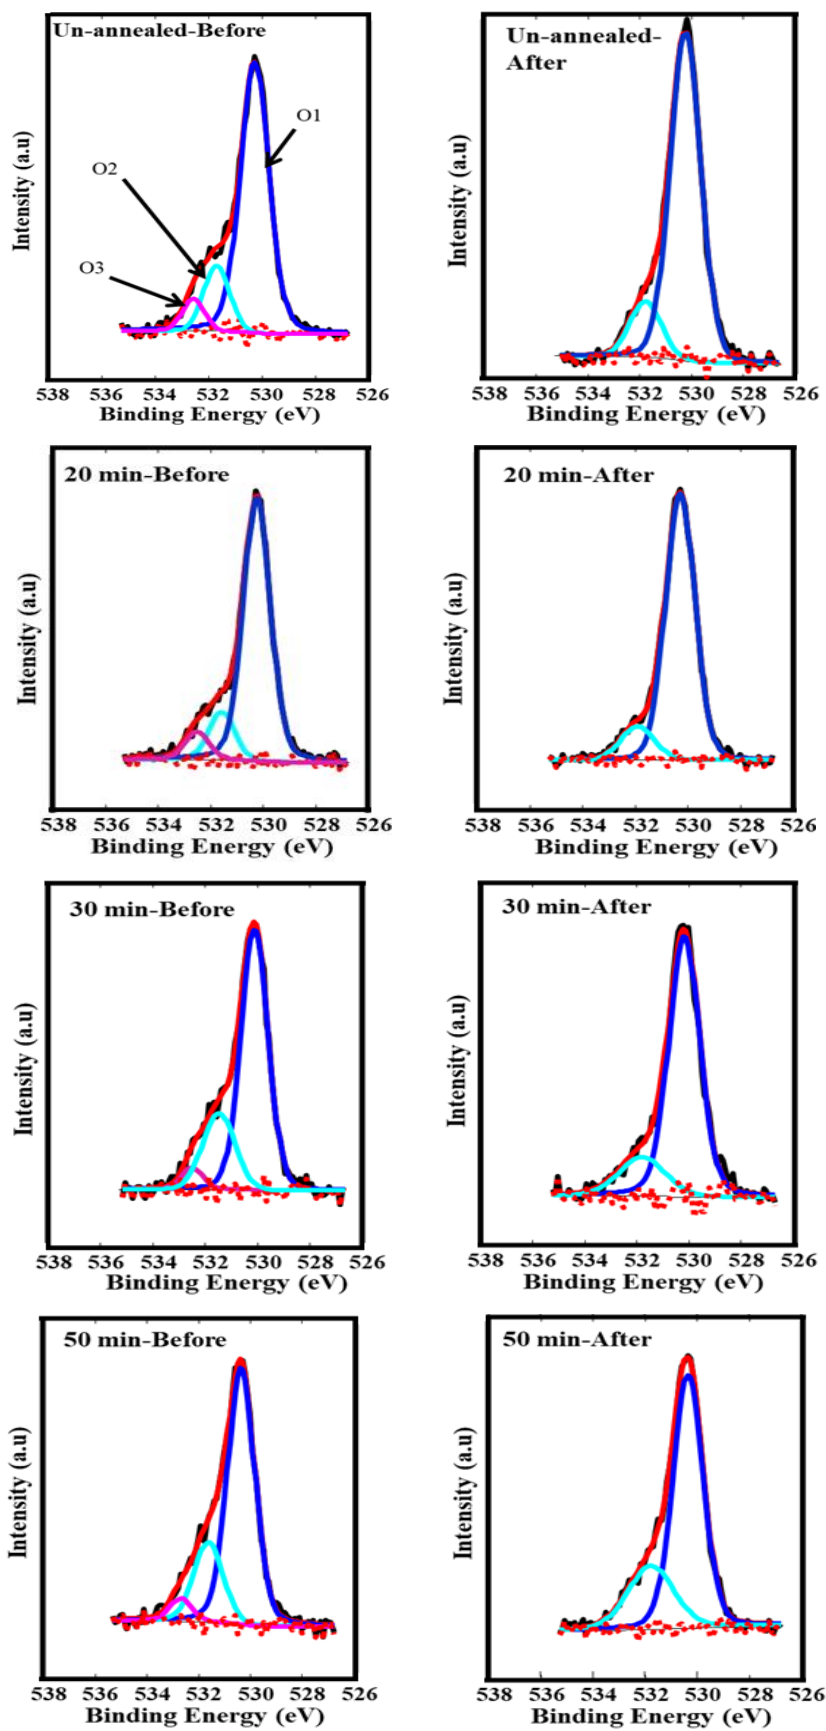 Un-annealed-Before
O1
O2
O3
Intensity (a.u)
538 536 534 532 530 528 526
Binding Energy (eV)
Un-annealed-
After
Intensity (a.u)
536 534 532 530 528 526
Binding Energy (eV)
20 min-Before
Intensity (a.u)
538 536 534 532 530 528 526
Binding Energy (eV)
20 min-After
Intensity (a.u)
538 536 534 532 530 528 526
Binding Energy (eV)
30 min-Before
Intensity (a.u)
538 536 534 532 530 528 526
Binding Energy (eV)
30 min-After
Intensity (a.u)
538 536 534 532 530 528 526
Binding Energy (eV)
50 min-Before
Intensity (a.u)
538 536 534 532 530 528 526
Binding Energy (eV)
50 min-After
Intensity (a.u)
538 536 534 532 530 528 526
Binding Energy (eV)